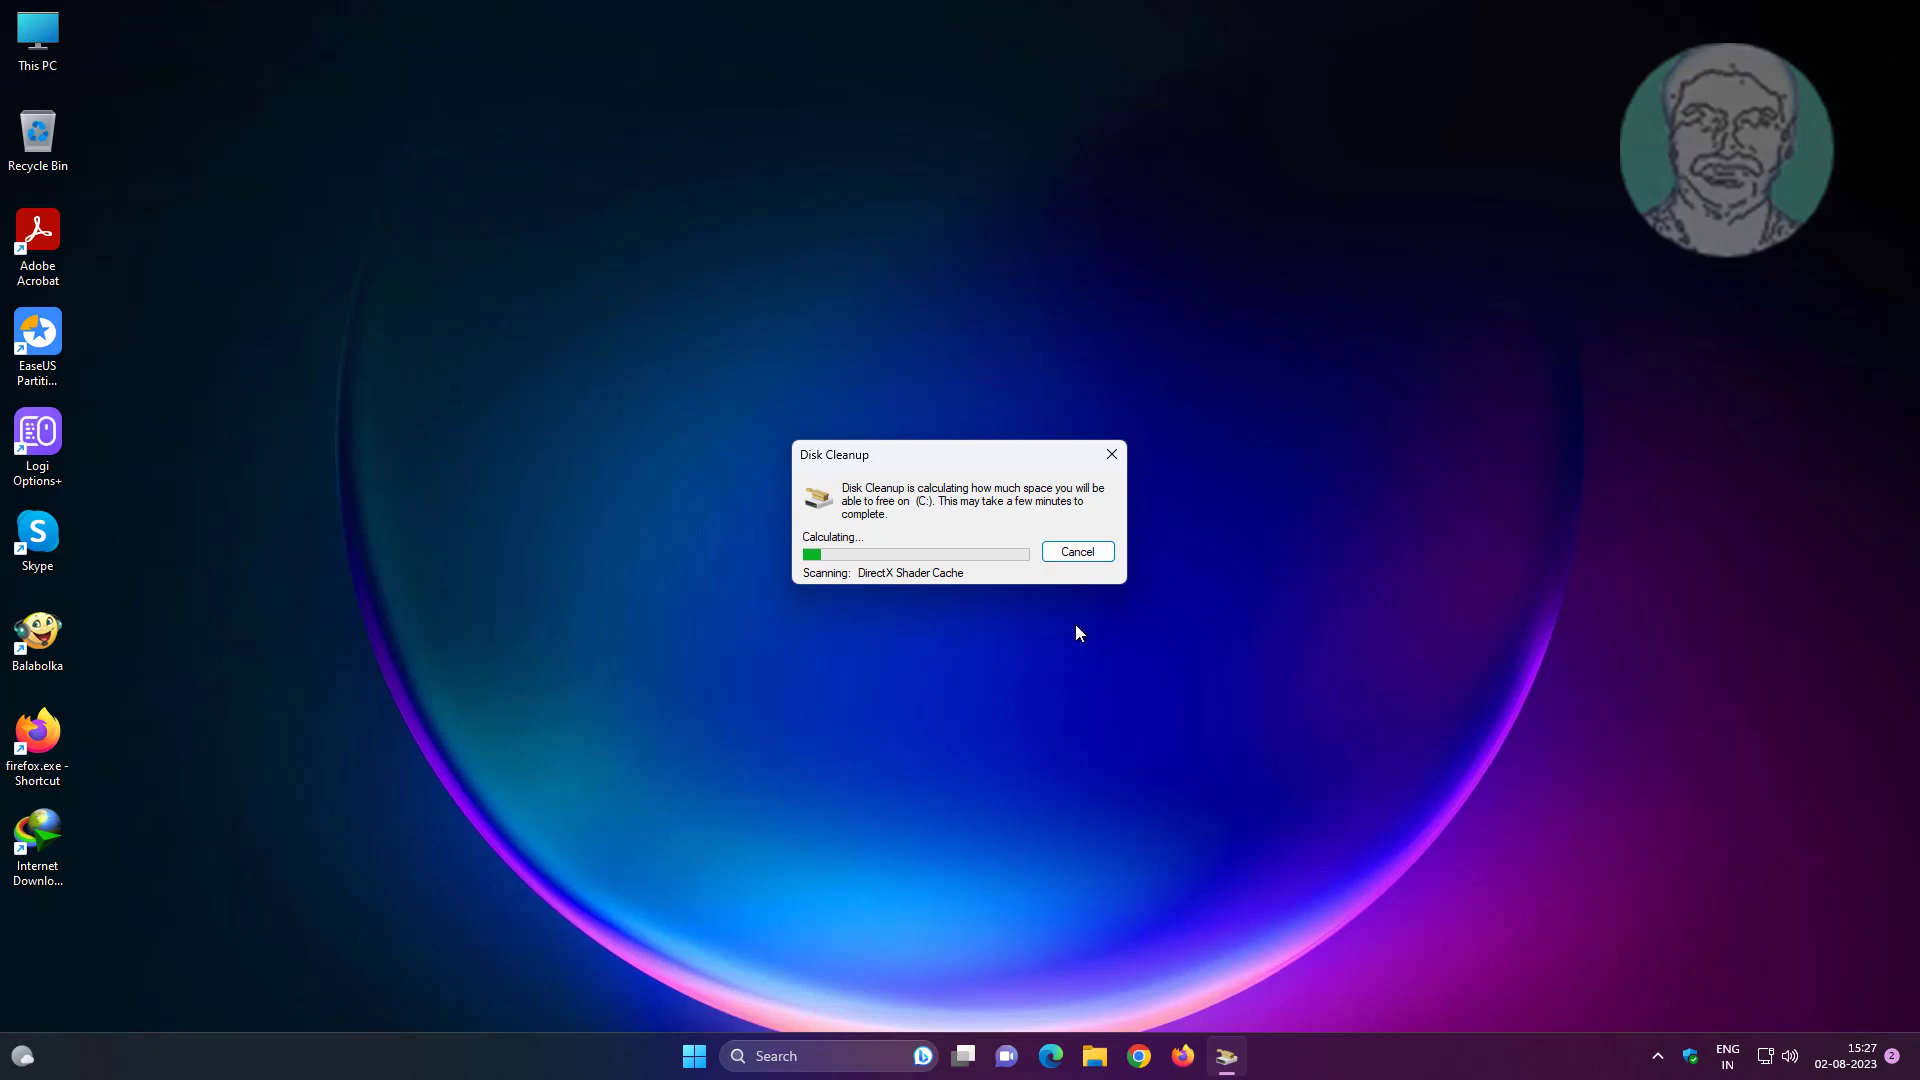 This PC
Recycle Bin
Adobe
Acrobat
EaseUS
Partiti...
Logi
Options+
Skype
Balabolka
firefox.exe -
Shortcut
Internet
Downlo...
Disk Cleanup
Disk Cleanup is calculating how much space you will be
able to free on (C:). This may take a few minutes to
complete.
Calculating...
Cancel
Scanning: DirectX Shader Cache
Search
ENG
IN
15:27
02-08-2023
2